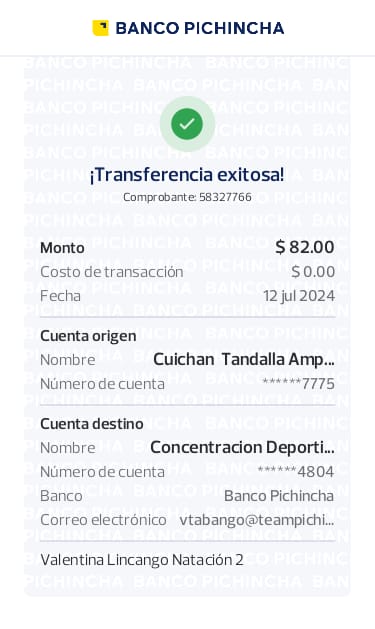 BANCO PICHINCHA
¡Transferencia exitosa!
Comprobante: 58327766
Monto $ 82.00
Costo de transacción $ 0.00
Fecha 12 jul 2024
Cuenta origen
Nombre Cuichan Tandalla Amp...
Número de cuenta ******7775
Cuenta destino
Nombre Concentracion Deporti...
Número de cuenta ******4804
Banco Banco Pichincha
Correo electrónico vtabango@teampichi...
Valentina Lincango Natación 2